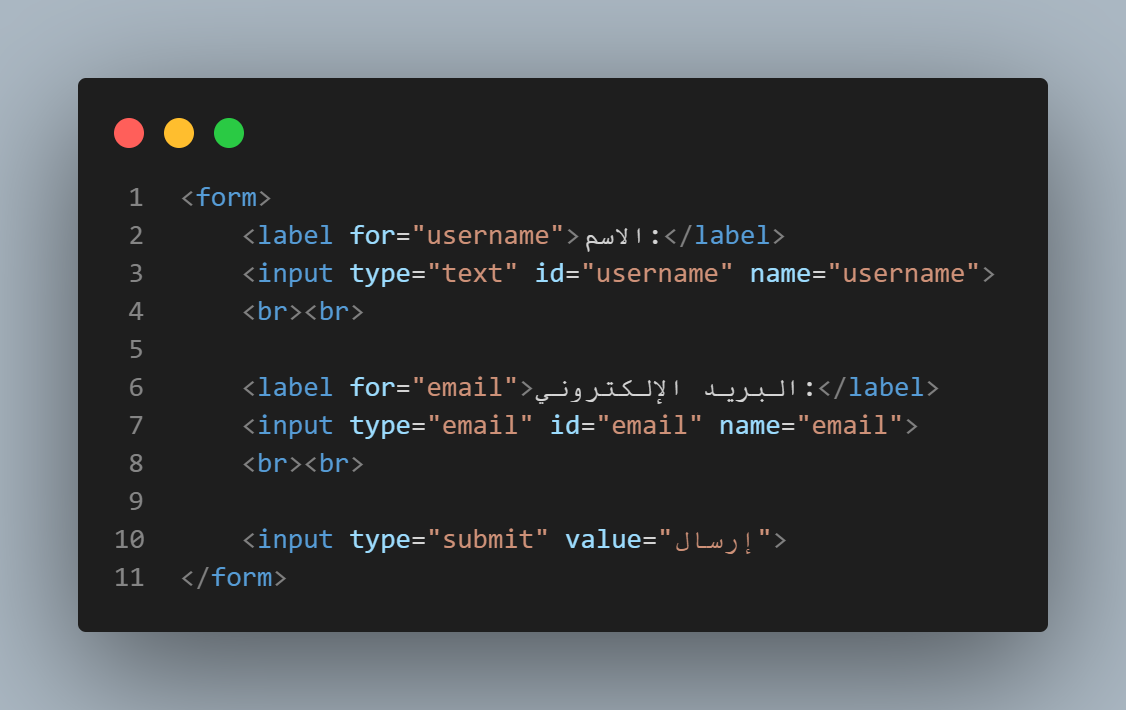 1 <form>
2     <label for="username">الاسم:</label>
3     <input type="text" id="username" name="username">
4     <br><br>
5
6     <label for="email">البريد الإلكتروني:</label>
7     <input type="email" id="email" name="email">
8     <br><br>
9
10     <input type="submit" value="إرسال">
11 </form>